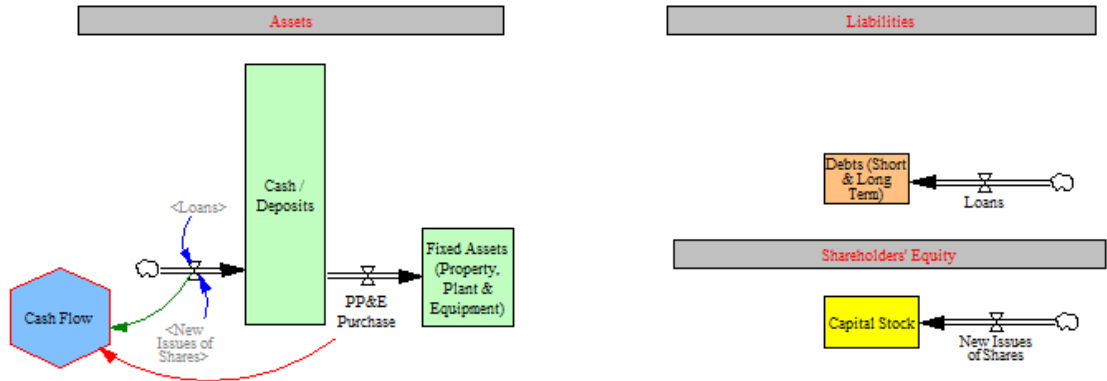 Assets
Liabilities
Cash /
Deposits
<Loans>
Debts (Short
& Long
Term)
Loans
Fixed Assets
(Property,
Plant &
Equipment)
Shareholders' Equity
PP&E
Purchase
Cash Flow
<New
Issues of
Shares>
Capital Stock
New Issues
of Shares